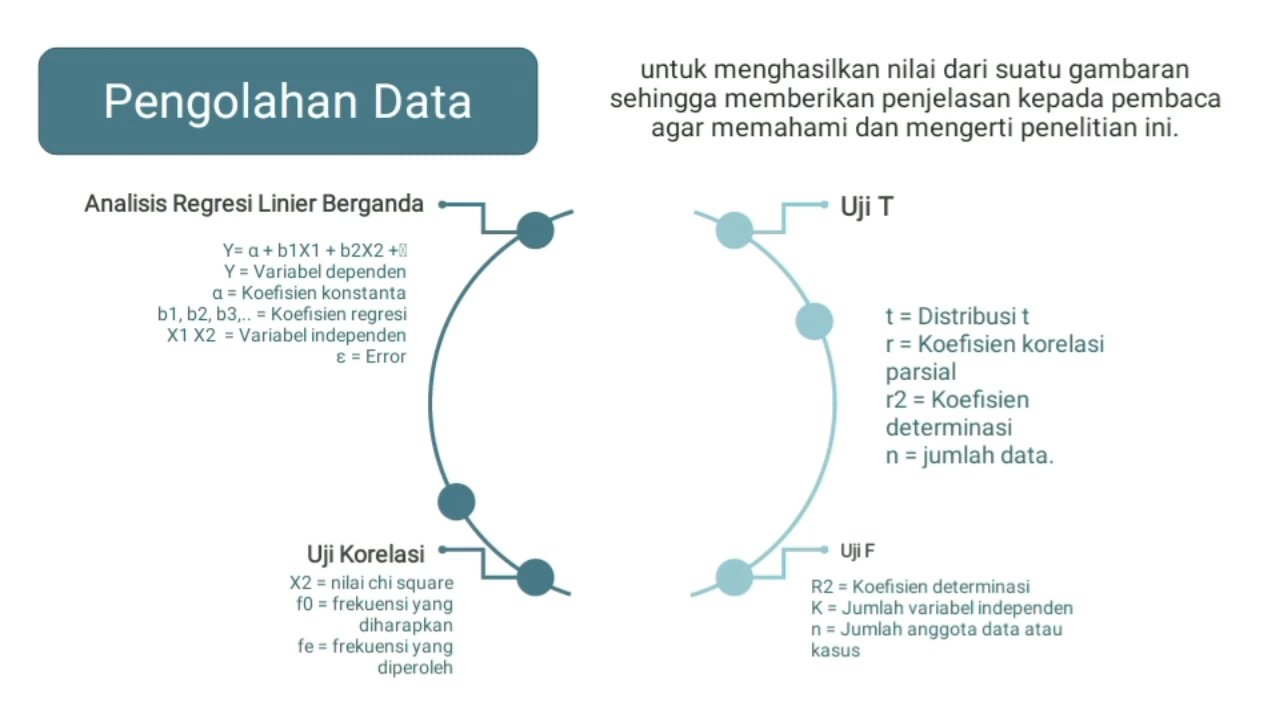 Pengolahan Data
untuk menghasilkan nilai dari suatu gambaran
sehingga memberikan penjelasan kepada pembaca
agar memahami dan mengerti penelitian ini.
Analisis Regresi Linier Berganda
Y= α + b1X1 + b2X2 +
Y = Variabel dependen
α = Koefisien konstanta
b1, b2, b3,.. = Koefisien regresi
X1 X2 = Variabel independen
ε = Error
Uji Korelasi
X2 = nilai chi square
f0 = frekuensi yang
diharapkan
fe = frekuensi yang
diperoleh
Uji T
t = Distribusi t
r = Koefisien korelasi
parsial
r2 = Koefisien
determinasi
n = jumlah data.
Uji F
R2 = Koefisien determinasi
K = Jumlah variabel independen
n = Jumlah anggota data atau
kasus